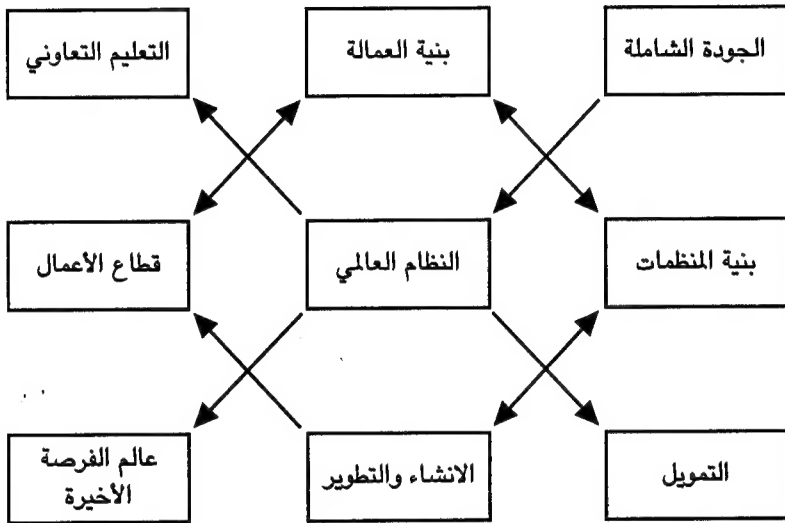 الجودة الشاملة
بنية العمالة
التعليم التعاوني
بنية المنظمات
النظام العالمي
قطاع الأعمال
التمويل
الانشاء والتطوير
عالم الفرصة
الأخيرة